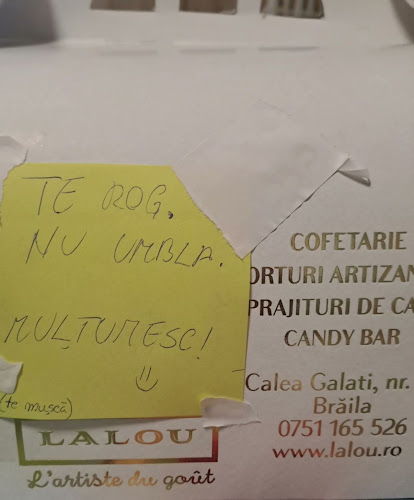 TE ROG,
NU UMBLA.
MULȚUMESC!
(te mușcă)
COFETARIE
ORTURI ARTIZAN
PRAJITURI DE CA
CANDY BAR
Calea Galati, nr.
Brăila
0751 165 526
www.lalou.ro
LALOU
L'artiste du goût